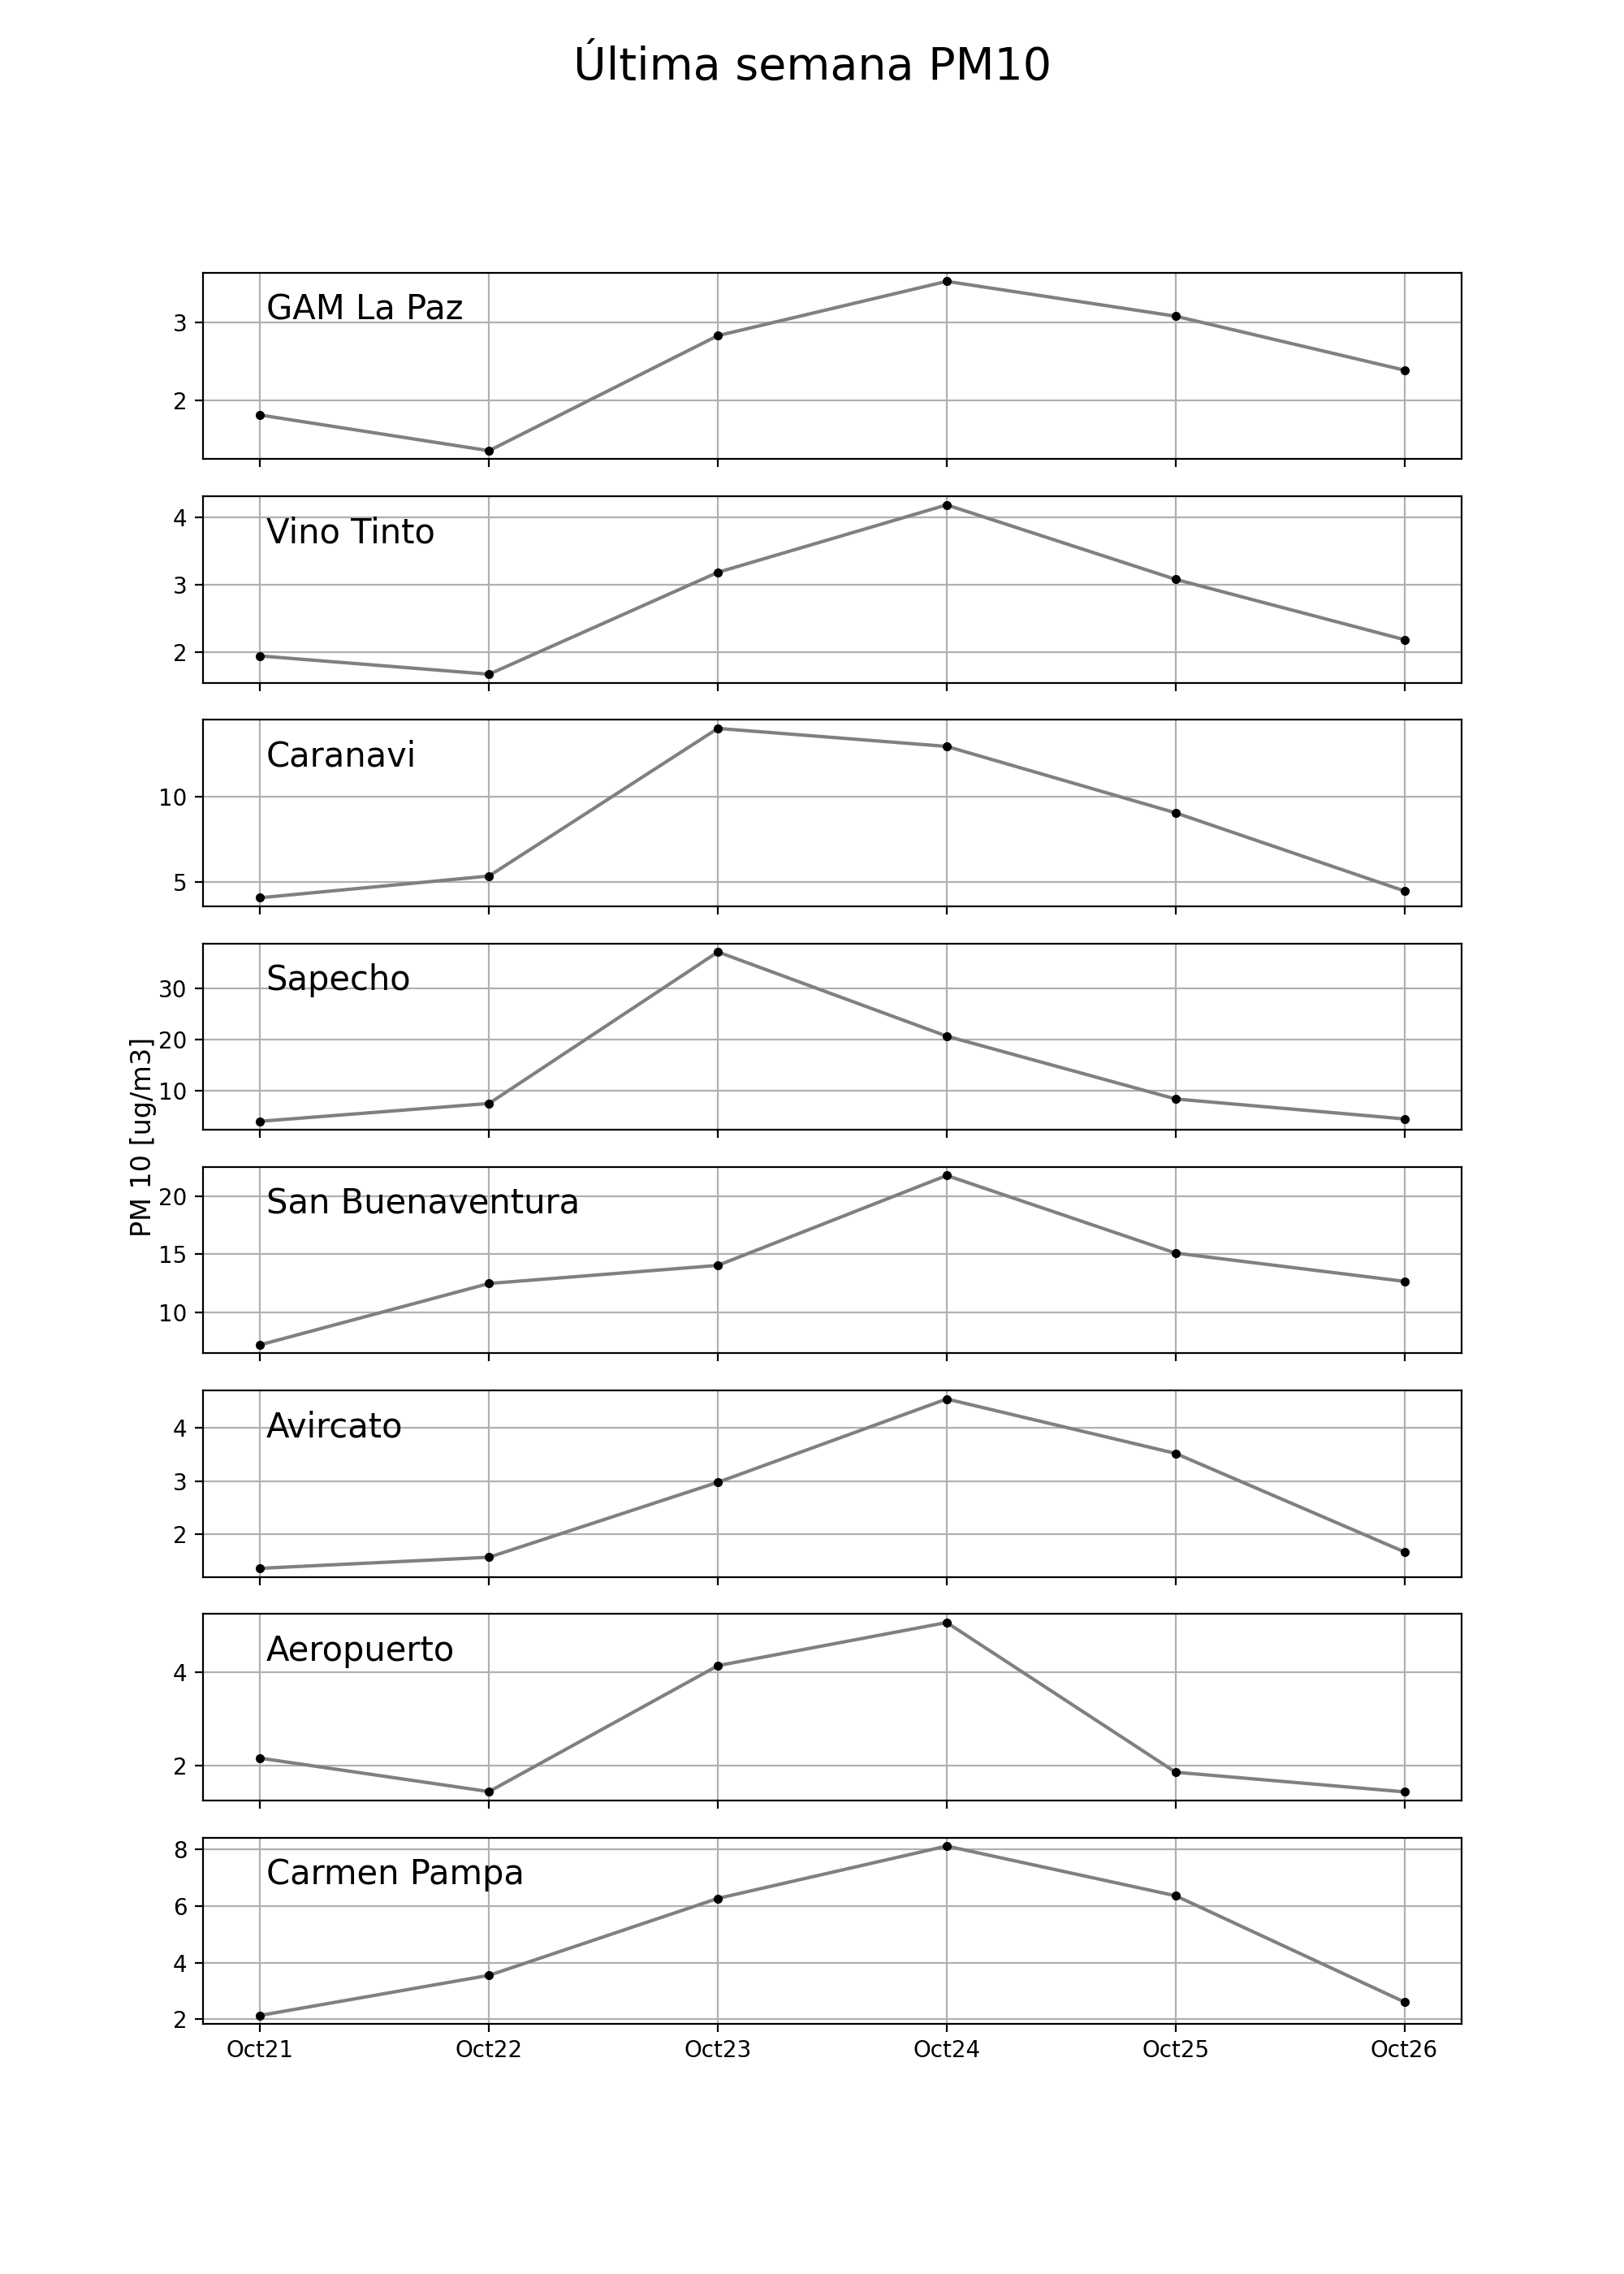 Última semana PM10
GAM La Paz
3
2
Vino Tinto
4
3
2
Caranavi
10
5
Sapecho
30
20
10
PM 10 [ug/m3]
San Buenaventura
20
15
10
Avircato
4
3
2
Aeropuerto
4
2
Carmen Pampa
8
6
4
2
Oct21 Oct22 Oct23 Oct24 Oct25 Oct26